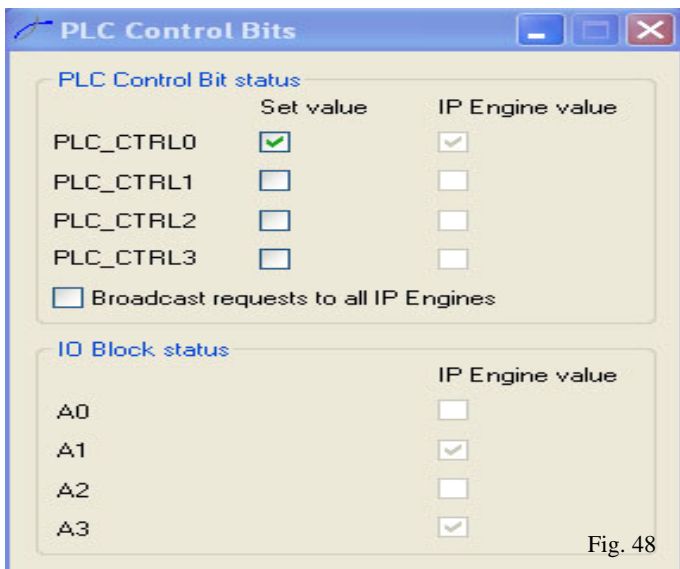 PLC Control Bits
PLC Control Bit status
Set value IP Engine value
PLC_CTRL0
PLC_CTRL1
PLC_CTRL2
PLC_CTRL3
Broadcast requests to all IP Engines
IO Block status
IP Engine value
A0
A1
A2
A3
Fig. 48